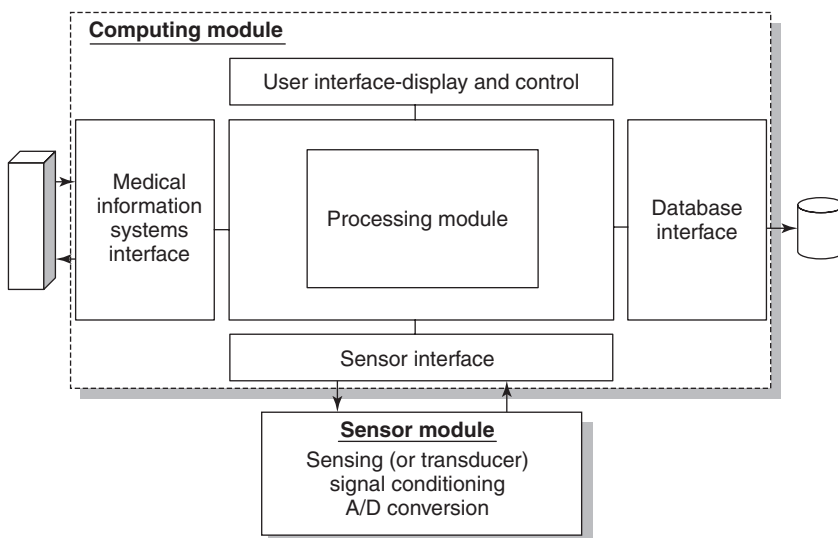 Computing module
User interface-display and control
Medical
information
systems
interface
Processing module
Database
interface
Sensor interface
Sensor module
Sensing (or transducer)
signal conditioning
A/D conversion